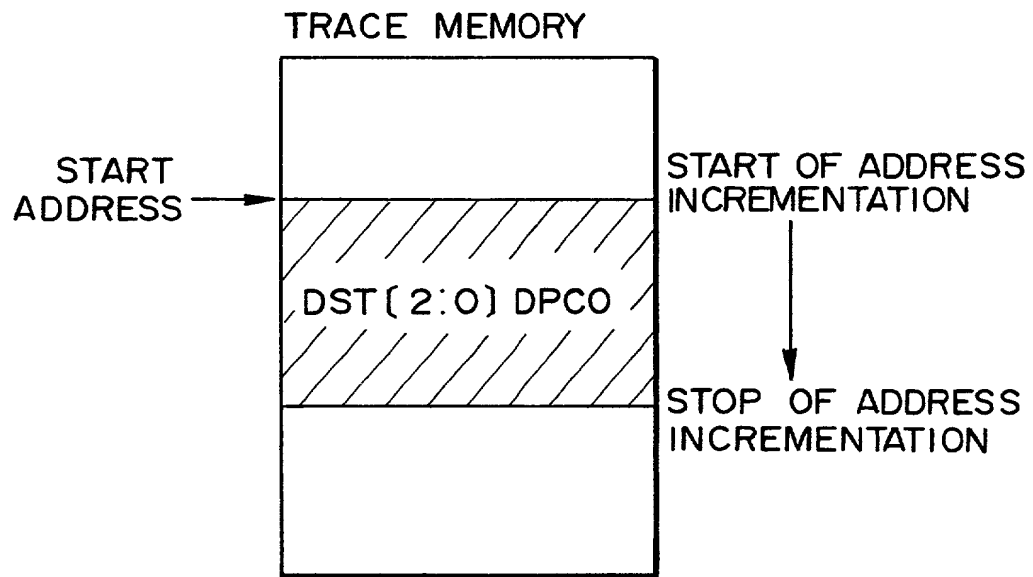 TRACE MEMORY
START
ADDRESS
START OF ADDRESS
INCREMENTATION
DST(2:0) DPCO
STOP OF ADDRESS
INCREMENTATION